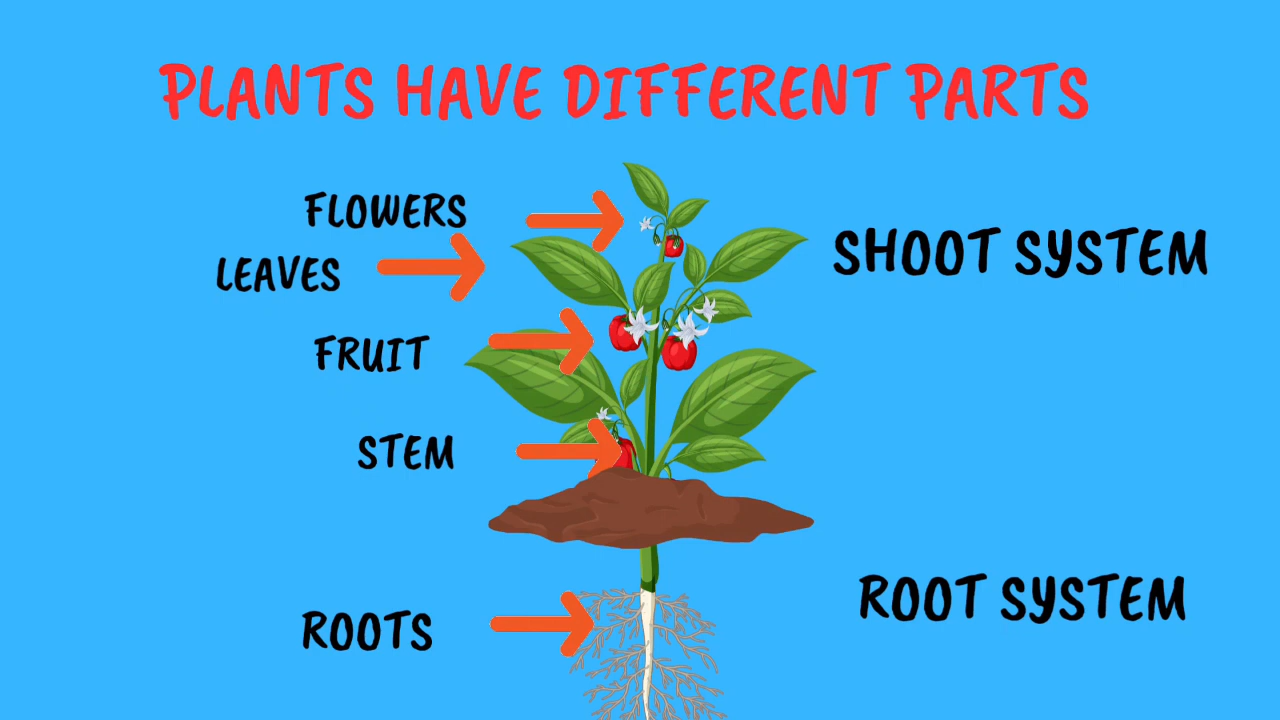 PLANTS HAVE DIFFERENT PARTS
FLOWERS
LEAVES
FRUIT
STEM
ROOTS
SHOOT SYSTEM
ROOT SYSTEM